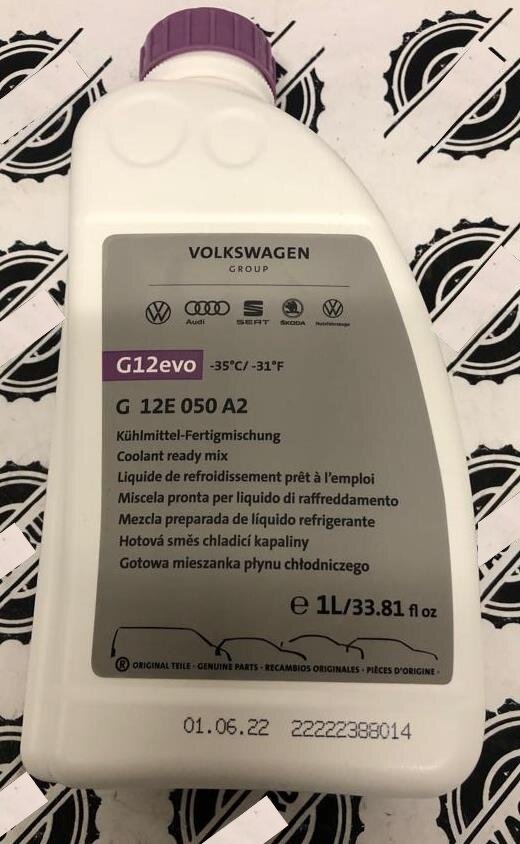 VOLKSWAGEN
GROUP
Audi SEAT ŠKODA Nutzfahrzeuge
G12evo -35°C/ -31°F
G 12E 050 A2
Kühlmittel-Fertigmischung
Coolant ready mix
Liquide de refroidissement prêt à l'emploi
Miscela pronta per liquido di raffreddamento
Mezcla preparada de líquido refrigerante
Hotová směs chladicí kapaliny
Gotowa mieszanka płynu chłodniczego
℮ 1L/33.81 fl oz
® ORIGINAL TEILE · GENUINE PARTS · RECAMBIOS ORIGINALES · PIÈCES D'ORIGINE ·
01.06.22 22222388014